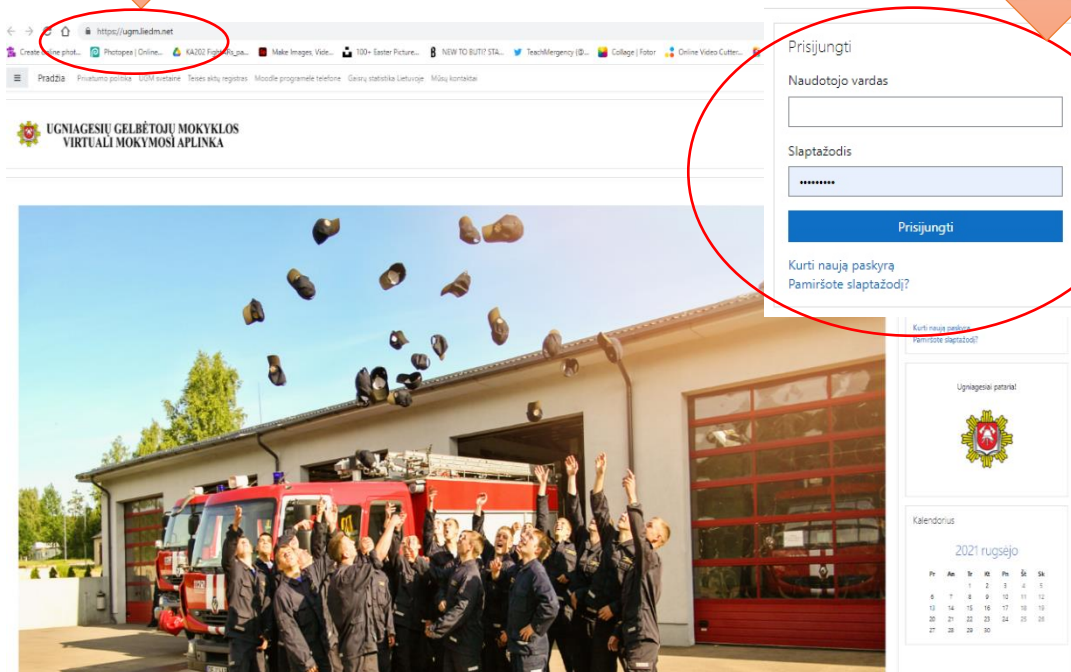 https://ugm.liedm.net
Create Online phot... Photopea | Online... KA202 Fightars_pa... Make Images, Vide... 100+ Easter Picture... NEW TO BUTI? STA... TeachMergency (@... Collage | Fotor Online Video Cutter...
Pradžia Privatumo politika UGM svetainė Teisės aktų registras Moodle programėlė telefone Gaisrų statistika Lietuvoje Mūsų kontaktai
UGNIAGESIŲ GELBĖTOJŲ MOKYKLOS
VIRTUALI MOKYMOSI APLINKA
Prisijungti
Naudotojo vardas
Slaptažodis
•••••••••
Prisijungti
Kurti naują paskyrą
Pamiršote slaptažodį?
Kurti naują paskyrą
Pamiršote slaptažodį?
Ugniagesiai pataria!
Kalendorius
2021 rugsėjo
Pr An Tr Kt Pn Št Sk
1 2 3 4 5
6 7 8 9 10 11 12
13 14 15 16 17 18 19
20 21 22 23 24 25 26
27 28 29 30